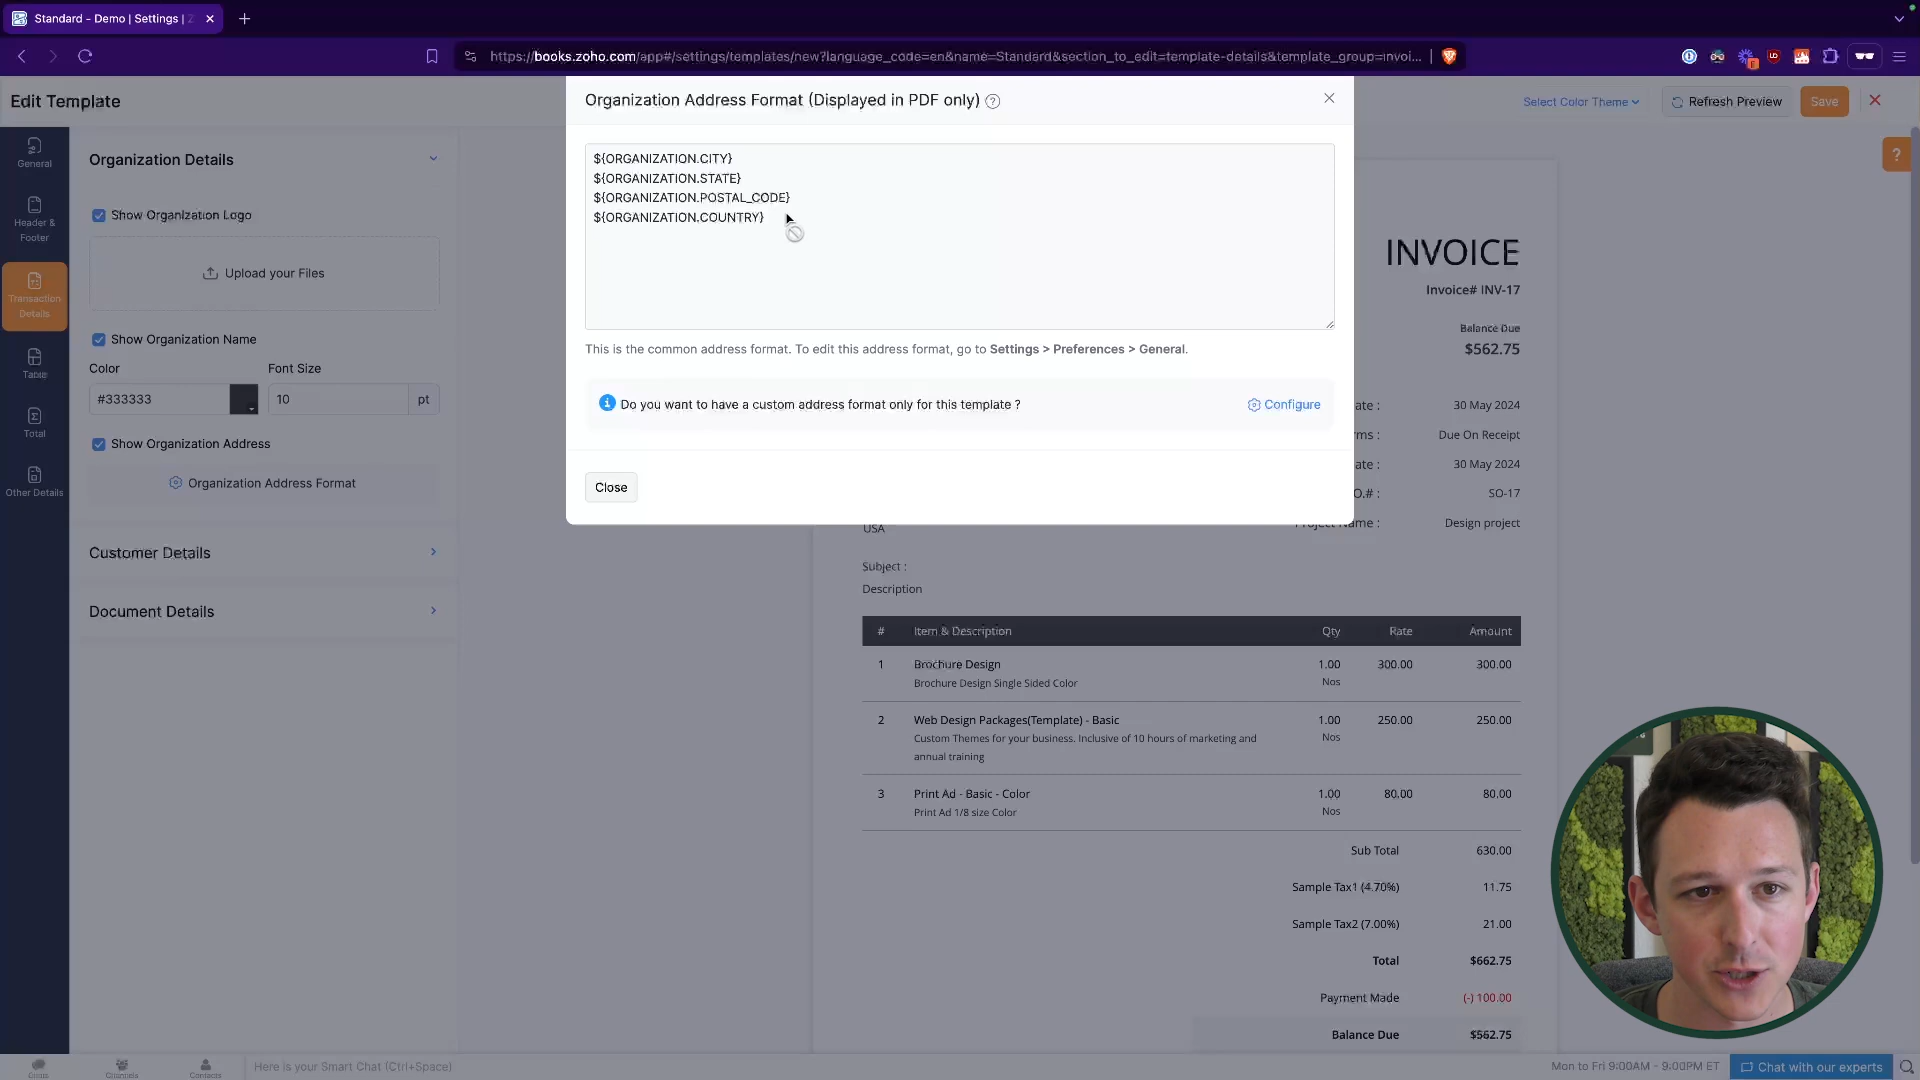 Standard - Demo | Settings | Z
https://books.zoho.com/app#/settings/templates/new?language_code=en&name=Standard&section_to_edit=template-details&template_group=invoi...
Edit Template
Select Color Theme
Refresh Preview
Save
Organization Address Format (Displayed in PDF only)
${ORGANIZATION.CITY}
${ORGANIZATION.STATE}
${ORGANIZATION.POSTAL_CODE}
${ORGANIZATION.COUNTRY}
This is the common address format. To edit this address format, go to Settings > Preferences > General.
Do you want to have a custom address format only for this template ?
Configure
Close
General
Header &
Footer
Transaction
Details
Table
Total
Other Details
Organization Details
Show Organization Logo
Upload your Files
Show Organization Name
Color
Font Size
#333333
10
pt
Show Organization Address
Organization Address Format
Customer Details
Document Details
INVOICE
Invoice# INV-17
Balance Due
$562.75
ate :
30 May 2024
rms :
Due On Receipt
ate :
30 May 2024
O.# :
SO-17
Project Name :
Design project
USA
Subject :
Description
# Item & Description Qty Rate Amount
1 Brochure Design 1.00 300.00 300.00
Brochure Design Single Sided Color Nos
2 Web Design Packages(Template) - Basic 1.00 250.00 250.00
Custom Themes for your business. Inclusive of 10 hours of marketing and Nos
annual training
3 Print Ad - Basic - Color 1.00 80.00 80.00
Print Ad 1/8 size Color Nos
Sub Total 630.00
Sample Tax1 (4.70%) 11.75
Sample Tax2 (7.00%) 21.00
Total $662.75
Payment Made (-) 100.00
Balance Due $562.75
Chats
Channels
Contacts
Here is your Smart Chat (Ctrl+Space)
Mon to Fri 9:00AM - 9:00PM ET
Chat with our experts